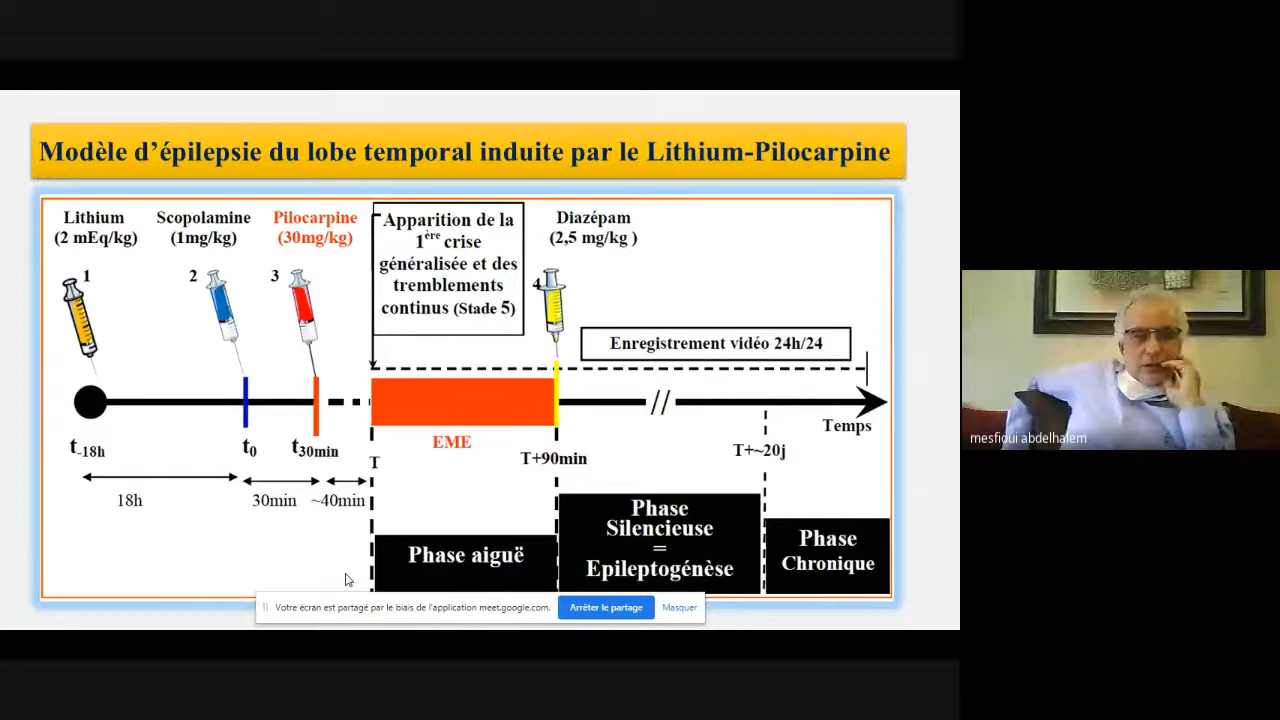 Modèle d’épilepsie du lobe temporal induite par le Lithium-Pilocarpine
Lithium
(2 mEq/kg)
Scopolamine
(1mg/kg)
Pilocarpine
(30mg/kg)
Apparition de la
1ère crise
généralisée et des
tremblements
continus (Stade 5)
Diazépam
(2,5 mg/kg )
1
2
3
4
Enregistrement vidéo 24h/24
//
Temps
EME
t-18h
t0
t30min
T
T+90min
T+~20j
18h
30min
~40min
Phase aiguë
Phase
Silencieuse
=
Epileptogénèse
Phase
Chronique
Votre écran est partagé par le biais de l'application meet.google.com.
Arrêter le partage
Masquer
mesfioui abdelhalem